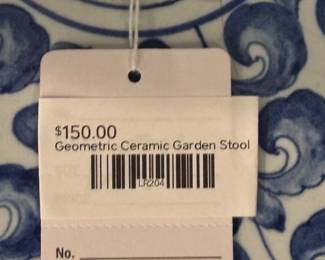 $150.00
Geometric Ceramic Garden Stool
LR204
No.